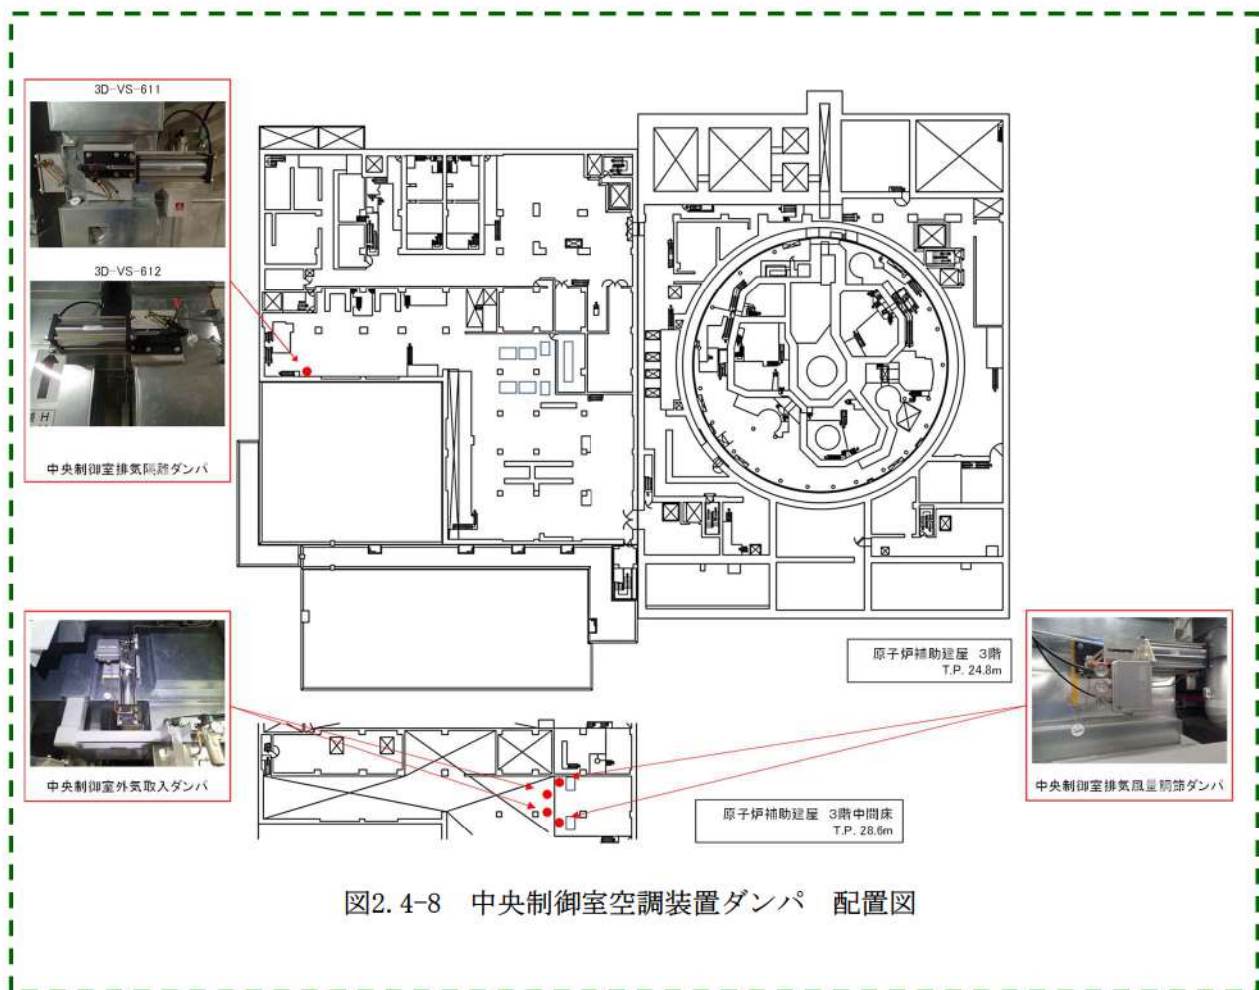 3D-VS-611
3D-VS-612
中央制御室排気隔離ダンパ
中央制御室外気取入ダンパ
原子炉補助建屋 3階
T.P. 24.8m
中央制御室排気風量調節ダンパ
原子炉補助建屋 3階中間床
T.P. 28.6m
図2.4-8 中央制御室空調装置ダンパ 配置図